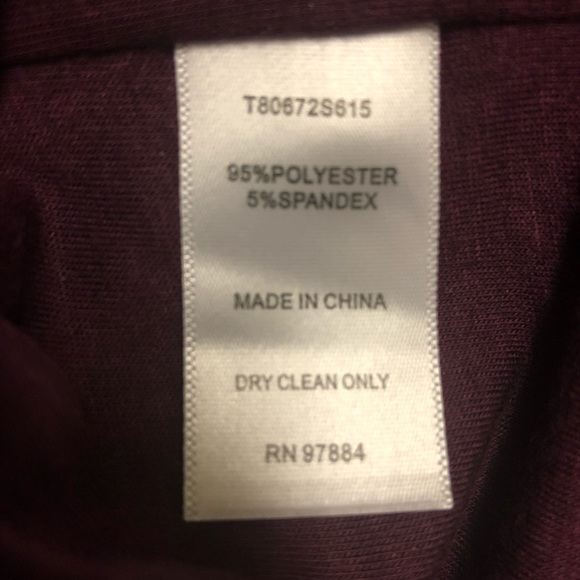 T80672S615
95%POLYESTER
5%SPANDEX
MADE IN CHINA
DRY CLEAN ONLY
RN 97884